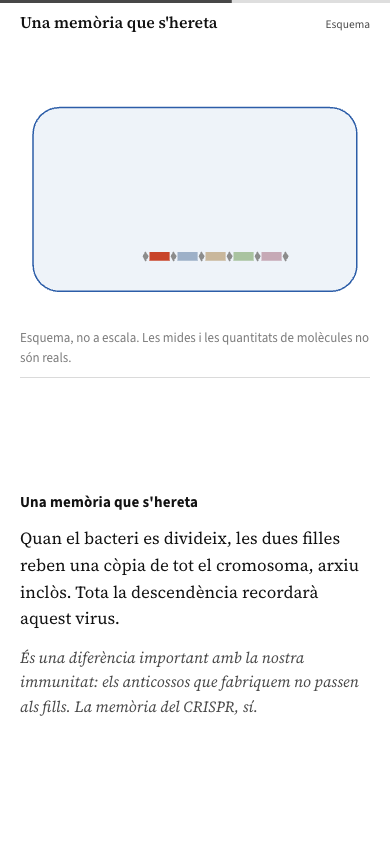 Una memòria que s'hereta
Esquema
Esquema, no a escala. Les mides i les quantitats de molècules no
són reals.
Una memòria que s'hereta
Quan el bacteri es divideix, les dues filles
reben una còpia de tot el cromosoma, arxiu
inclòs. Tota la descendència recordarà
aquest virus.
És una diferència important amb la nostra
immunitat: els anticossos que fabriquem no passen
als fills. La memòria del CRISPR, sí.